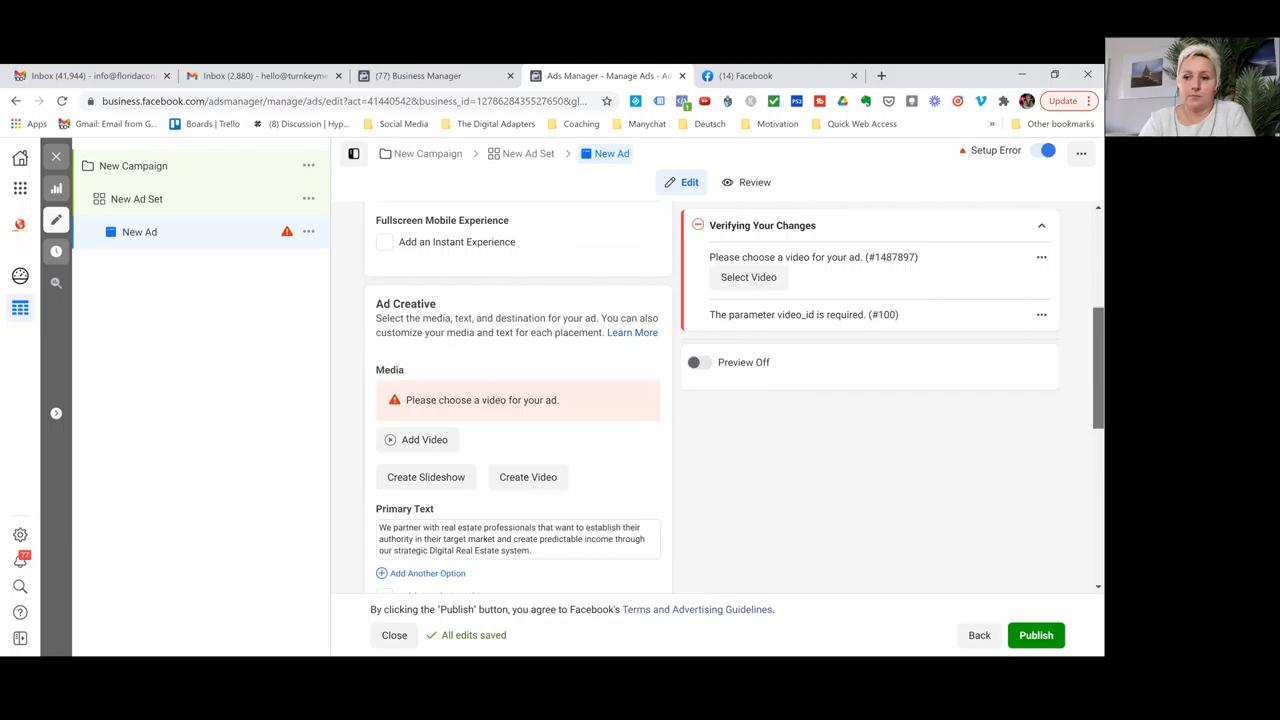 Inbox (41,944) - info@floridacon
Inbox (2,880) - hello@turnkeyme
(77) Business Manager
Ads Manager - Manage Ads - Ad
(14) Facebook
business.facebook.com/adsmanager/manage/ads/edit?act=41440542&business_id=1278628435527650&gl...
Update
Apps
Gmail: Email from G...
Boards | Trello
(8) Discussion | Hyp...
Social Media
The Digital Adapters
Coaching
Manychat
Deutsch
Motivation
Quick Web Access
»
Other bookmarks
New Campaign
New Ad Set
New Ad
New Campaign
New Ad Set
New Ad
Setup Error
Edit
Review
Fullscreen Mobile Experience
Add an Instant Experience
Ad Creative
Select the media, text, and destination for your ad. You can also
customize your media and text for each placement. Learn More
Media
Please choose a video for your ad.
Add Video
Create Slideshow
Create Video
Primary Text
We partner with real estate professionals that want to establish their
authority in their target market and create predictable income through
our strategic Digital Real Estate system.
Add Another Option
Verifying Your Changes
Please choose a video for your ad. (#1487897)
Select Video
The parameter video_id is required. (#100)
Preview Off
77
By clicking the "Publish" button, you agree to Facebook's Terms and Advertising Guidelines.
Close
All edits saved
Back
Publish